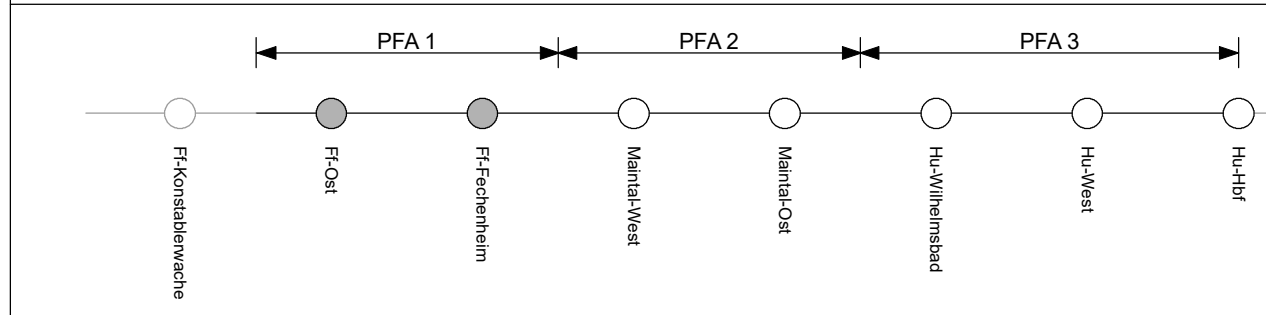 PFA 1
PFA 2
PFA 3
Ff-Konstablerwache
Ff-Ost
Ff-Fechenheim
Maintal-West
Maintal-Ost
Hu-Wilhelmsbad
Hu-West
Hu-Hbf